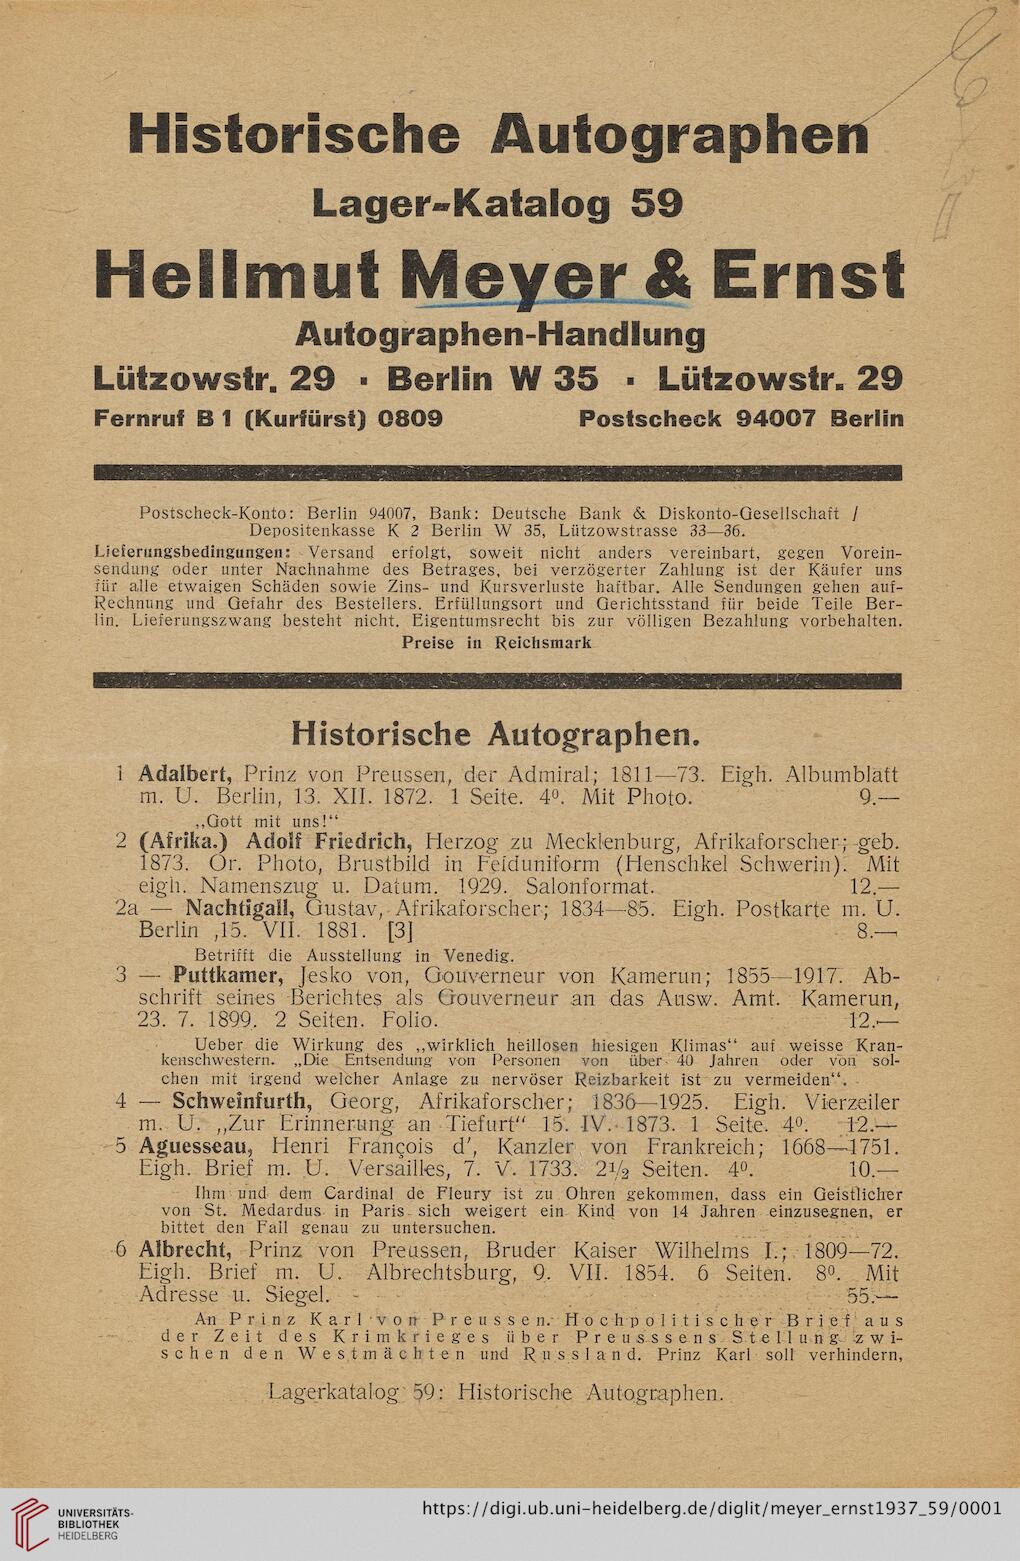 Historische Autographen
Lager-Katalog 59
Hellmut Meyer & Ernst
Autographen-Handlung
Lützowstr. 29 · Berlin W 35 · Lützowstr. 29
Fernruf B 1 (Kurfürst) 0809 Postscheck 94007 Berlin
Postscheck-Konto: Berlin 94007, Bank: Deutsche Bank & Diskonto-Gesellschaft /
Depositenkasse K 2 Berlin W 35, Lützowstrasse 33—36.
Lieferungsbedingungen: Versand erfolgt, soweit nicht anders vereinbart, gegen Vorein-
sendung oder unter Nachnahme des Betrages, bei verzögerter Zahlung ist der Käufer uns
für alle etwaigen Schäden sowie Zins- und Kursverluste haftbar. Alle Sendungen gehen auf-
Rechnung und Gefahr des Bestellers. Erfüllungsort und Gerichtsstand für beide Teile Ber-
lin. Lieferungszwang besteht nicht. Eigentumsrecht bis zur völligen Bezahlung vorbehalten.
Preise in Reichsmark
Historische Autographen.
1 Adalbert, Prinz von Preussen, der Admiral; 1811—73. Eigh. Albumblatt
m. U. Berlin, 13. XII. 1872. 1 Seite. 4⁰. Mit Photo. 9.—
„Gott mit uns!“
2 (Afrika.) Adolf Friedrich, Herzog zu Mecklenburg, Afrikaforscher; geb.
1873. Or. Photo, Brustbild in Felduniform (Henschkel Schwerin). Mit
eigh. Namenszug u. Datum. 1929. Salonformat. 12.—
2a — Nachtigall, Gustav, Afrikaforscher; 1834—85. Eigh. Postkarte m. U.
Berlin ,15. VII. 1881. [3] 8.—
Betrifft die Ausstellung in Venedig.
3 — Puttkamer, Jesko von, Gouverneur von Kamerun; 1855—1917. Ab-
schrift seines Berichtes als Gouverneur an das Ausw. Amt. Kamerun,
23. 7. 1899. 2 Seiten. Folio. 12.—
Ueber die Wirkung des „wirklich heillosen hiesigen Klimas“ auf weisse Kran-
kenschwestern. „Die Entsendung von Personen von über 40 Jahren oder von sol-
chen mit irgend welcher Anlage zu nervöser Reizbarkeit ist zu vermeiden“.
4 — Schweinfurth, Georg, Afrikaforscher; 1836—1925. Eigh. Vierzeiler
m. U. „Zur Erinnerung an Tiefurt“ 15. IV. 1873. 1 Seite. 4⁰. 12.—
5 Aguesseau, Henri François d', Kanzler von Frankreich; 1668—1751.
Eigh. Brief m. U. Versailles, 7. V. 1733. 2½ Seiten. 4⁰. 10.—
Ihm und dem Cardinal de Fleury ist zu Ohren gekommen, dass ein Geistlicher
von St. Medardus in Paris sich weigert ein Kind von 14 Jahren einzusegnen, er
bittet den Fall genau zu untersuchen.
6 Albrecht, Prinz von Preussen, Bruder Kaiser Wilhelms I.; 1809—72.
Eigh. Brief m. U. Albrechtsburg, 9. VII. 1854. 6 Seiten. 8⁰. Mit
Adresse u. Siegel. 55.—
An Prinz Karl von Preussen. Hochpolitischer Brief aus
der Zeit des Krimkrieges über Preusssens Stellung zwi-
schen den Westmächten und Russland. Prinz Karl soll verhindern,
Lagerkatalog 59: Historische Autographen.
UNIVERSITÄTS-
BIBLIOTHEK
HEIDELBERG
https://digi.ub.uni-heidelberg.de/diglit/meyer_ernst1937_59/0001